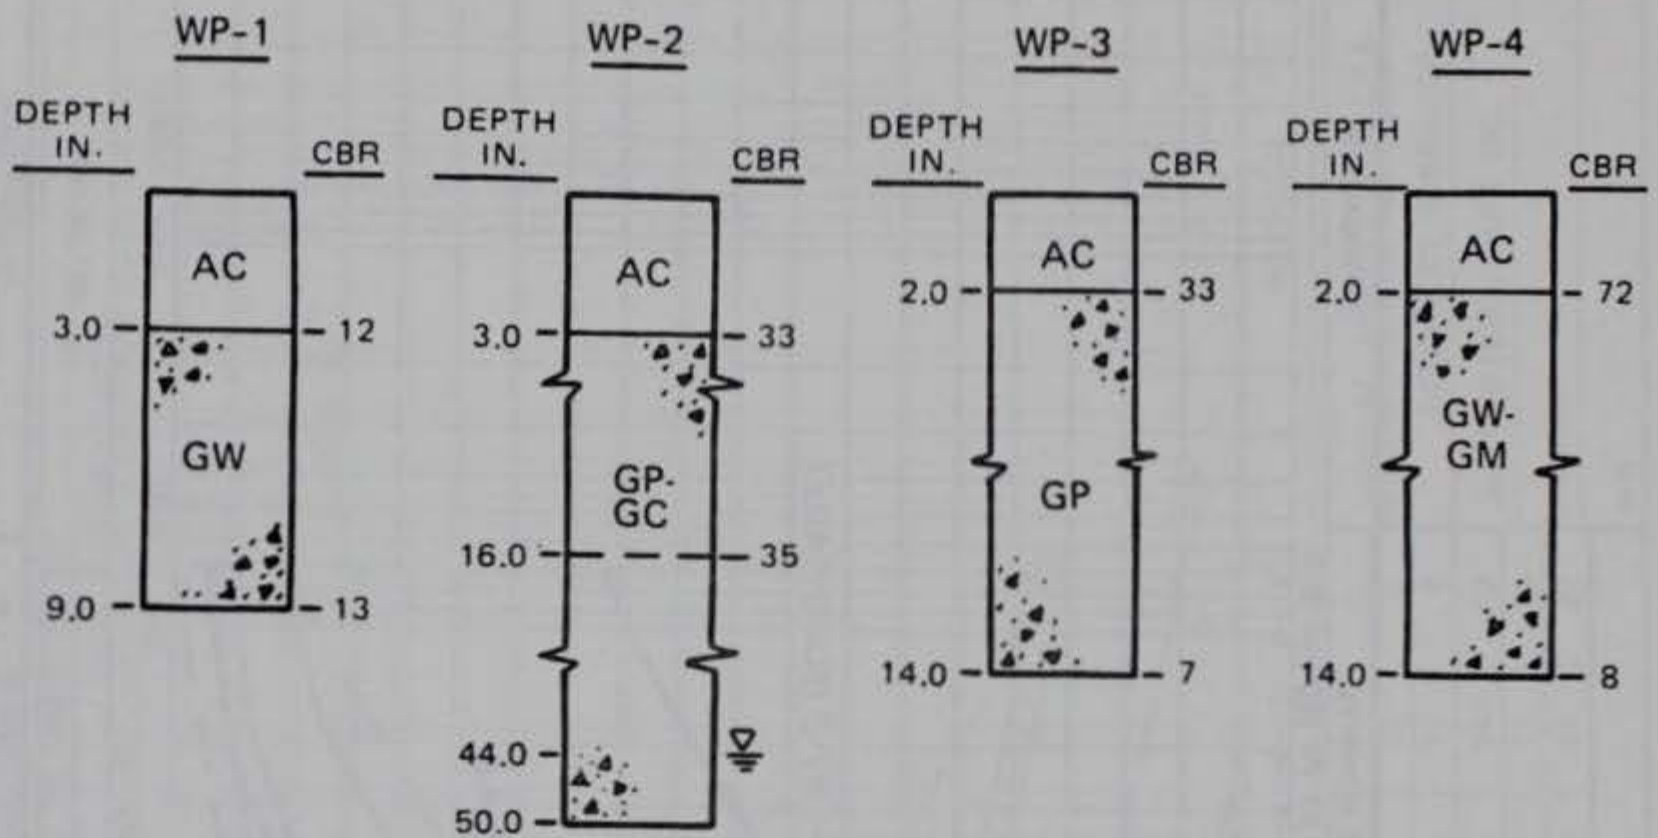 WP-1
DEPTH
IN.
CBR
AC
3.0
12
GW
9.0
13
WP-2
DEPTH
IN.
CBR
AC
3.0
33
GP-
GC
16.0
35
44.0
50.0
WP-3
DEPTH
IN.
CBR
AC
2.0
33
GP
14.0
7
WP-4
DEPTH
IN.
CBR
AC
2.0
72
GW-
GM
14.0
8